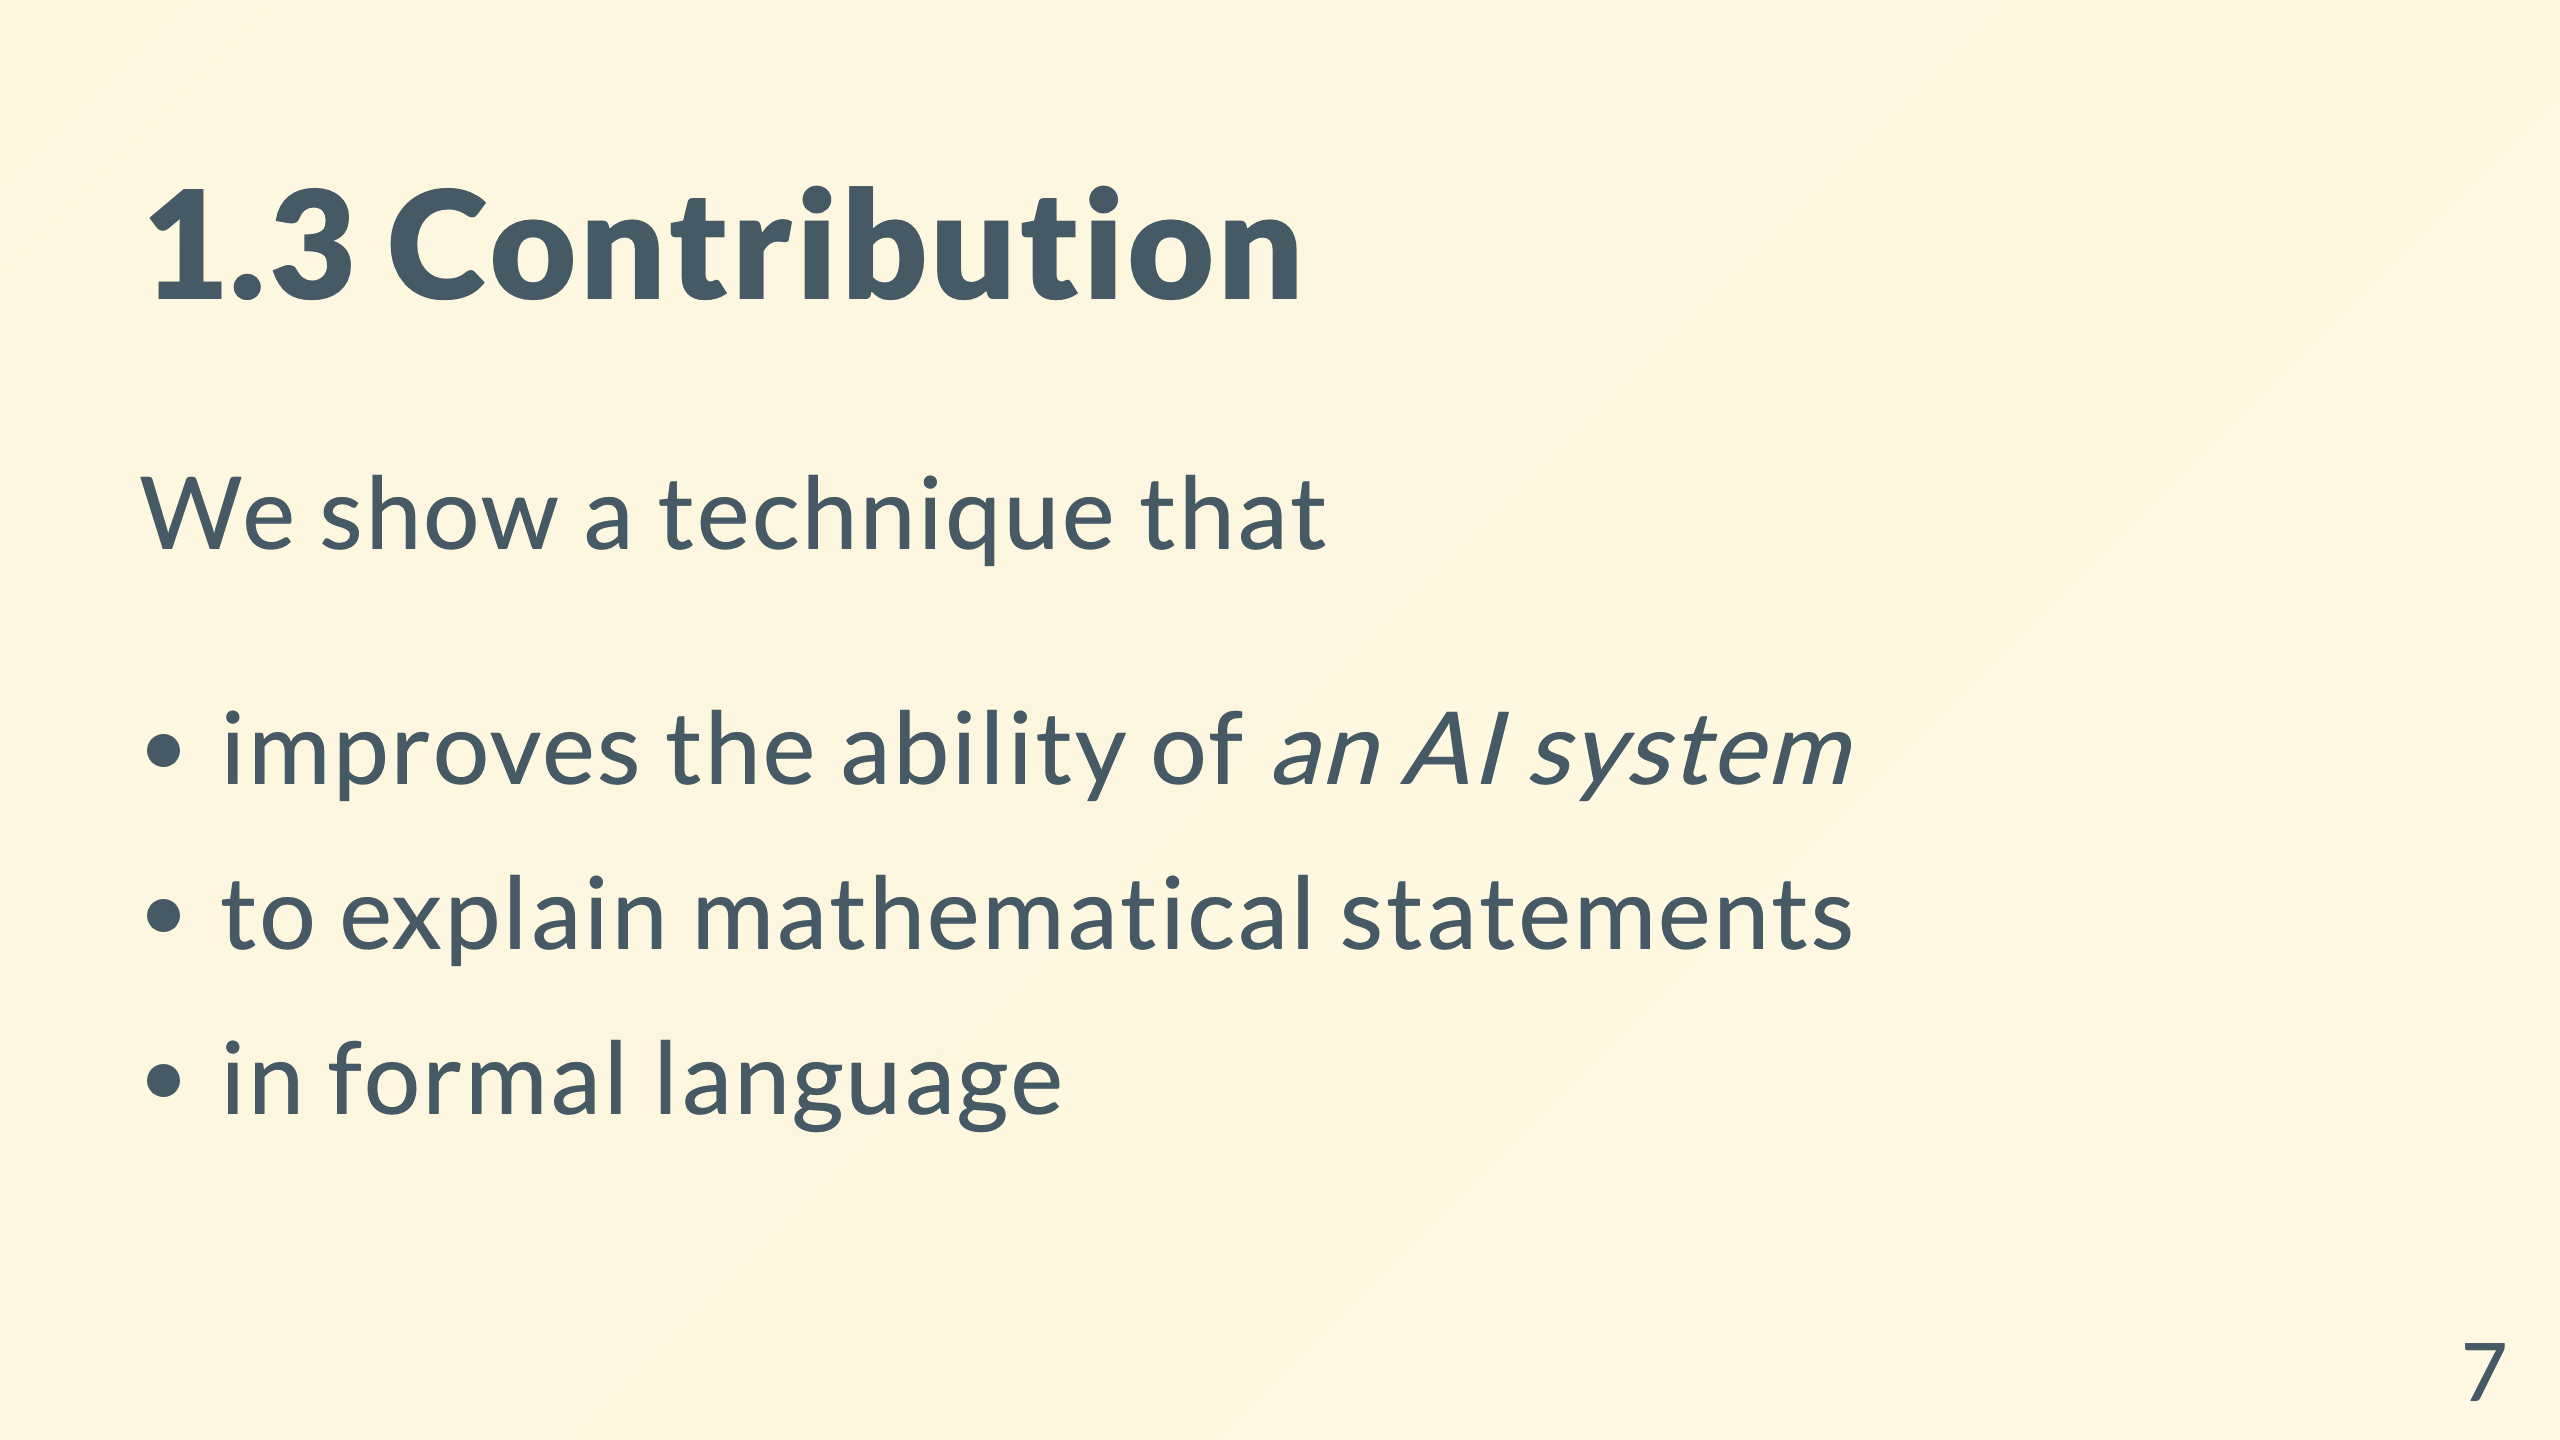 1.3 Contribution
We show a technique that
• improves the ability of an AI system
• to explain mathematical statements
• in formal language
7